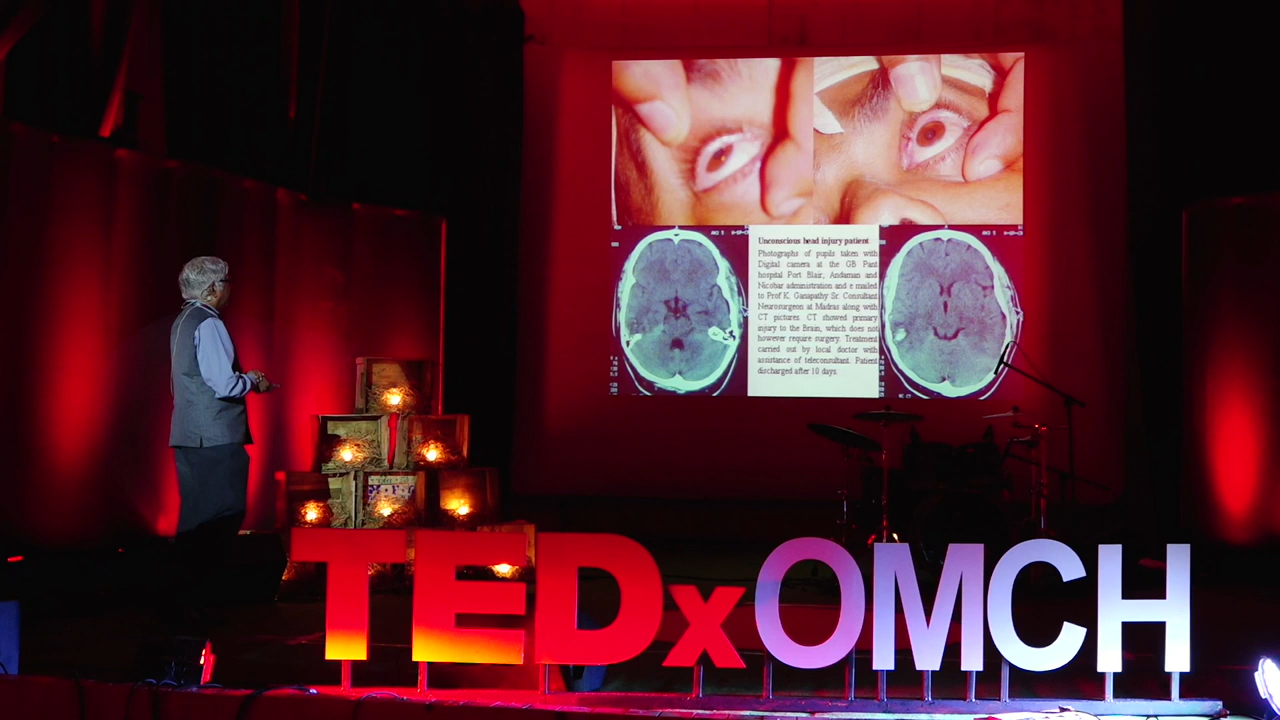 Unconscious head injury patient
Photographs of pupils taken with
Digital camera at the GB Pant
hospital Port Blair, Andaman and
Nicobar administration and e mailed
to Prof K. Ganapathy Sr. Consultant
Neurosurgeon at Madras along with
CT pictures. CT showed primary
injury to the Brain, which does not
however require surgery. Treatment
carried out by local doctor with
assistance of teleconsultant. Patient
discharged after 10 days
TEDxOMCH